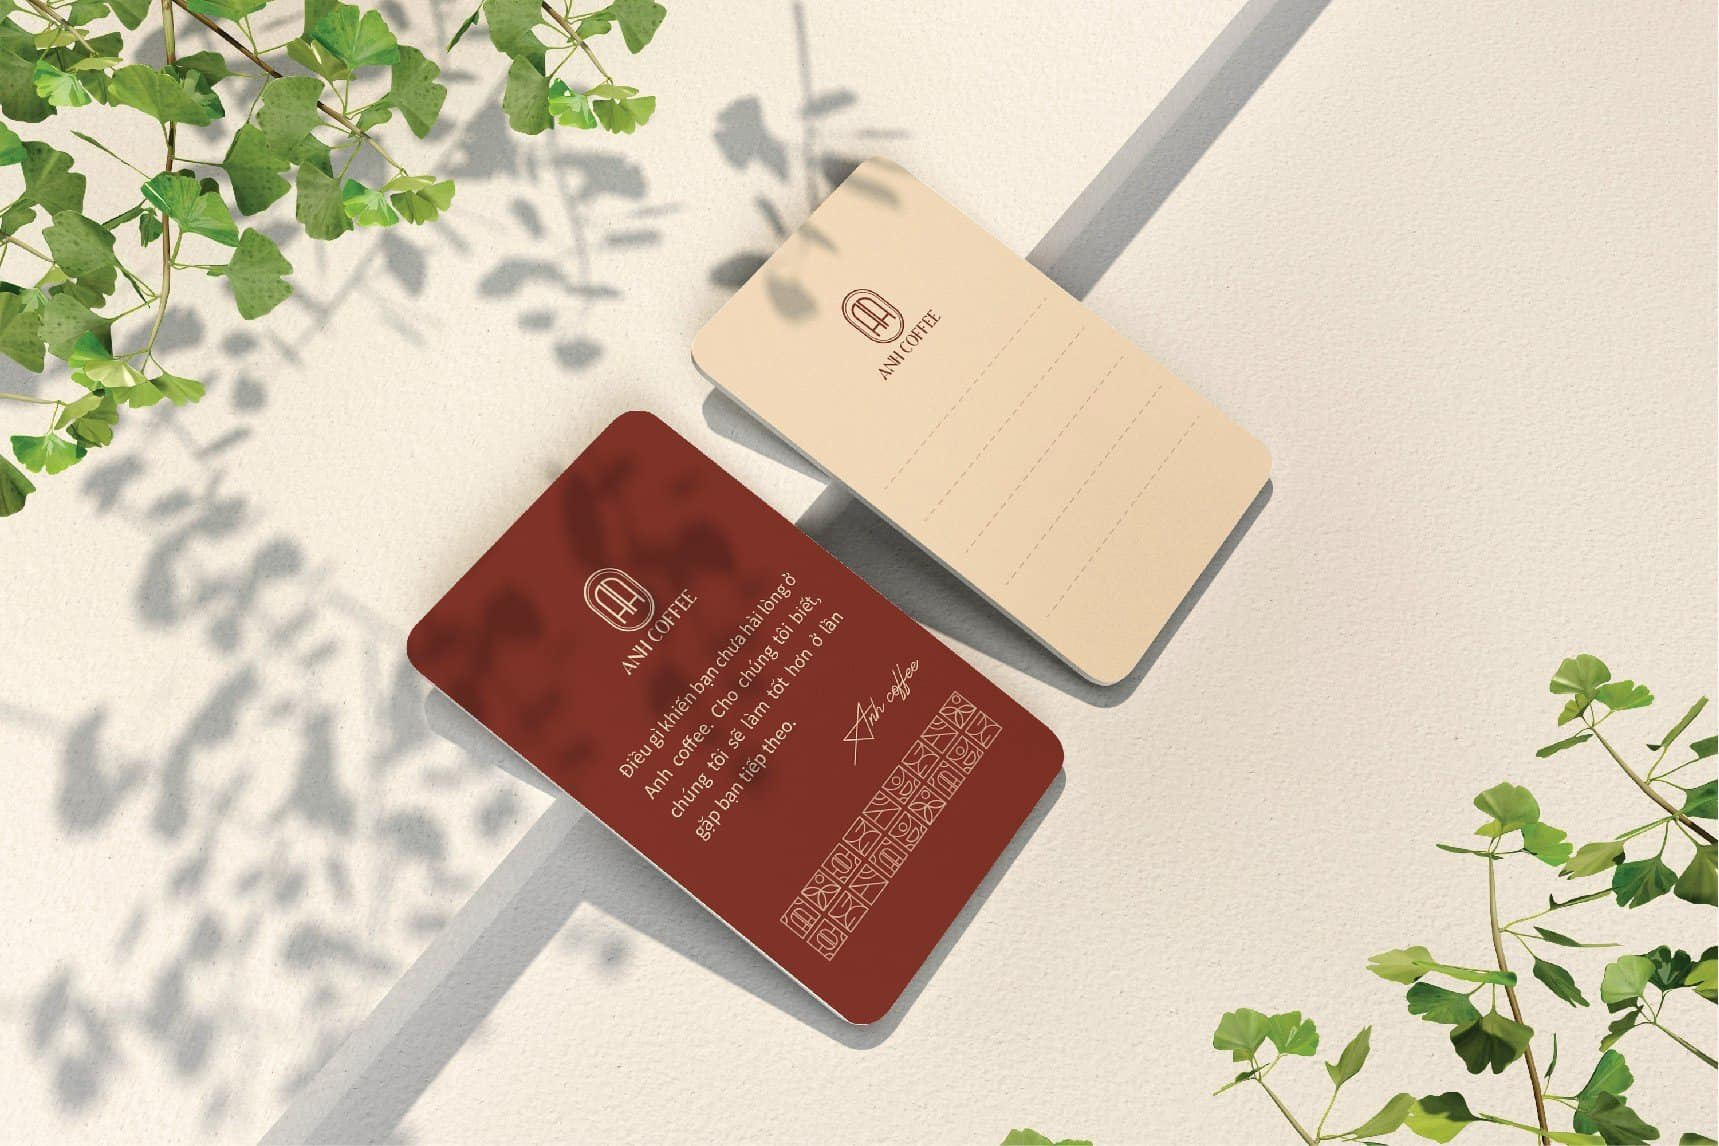 ANH COFFEE
ANH COFFEE
Điều gì khiến bạn chưa hài lòng ở
Anh coffee. Cho chúng tôi biết,
chúng tôi sẽ làm tốt hơn ở lần
gặp bạn tiếp theo.
Anh coffee